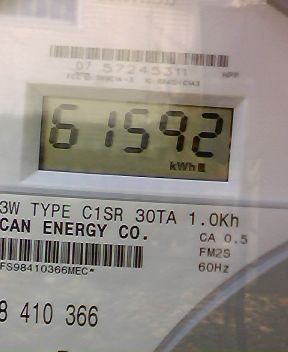 07 57245311
HPP
61592
kWh
3W TYPE C1SR 30TA 1.0Kh
CAN ENERGY CO.
CA 0.5
FM2S
FS98410366MEC*
60Hz
8 410 366